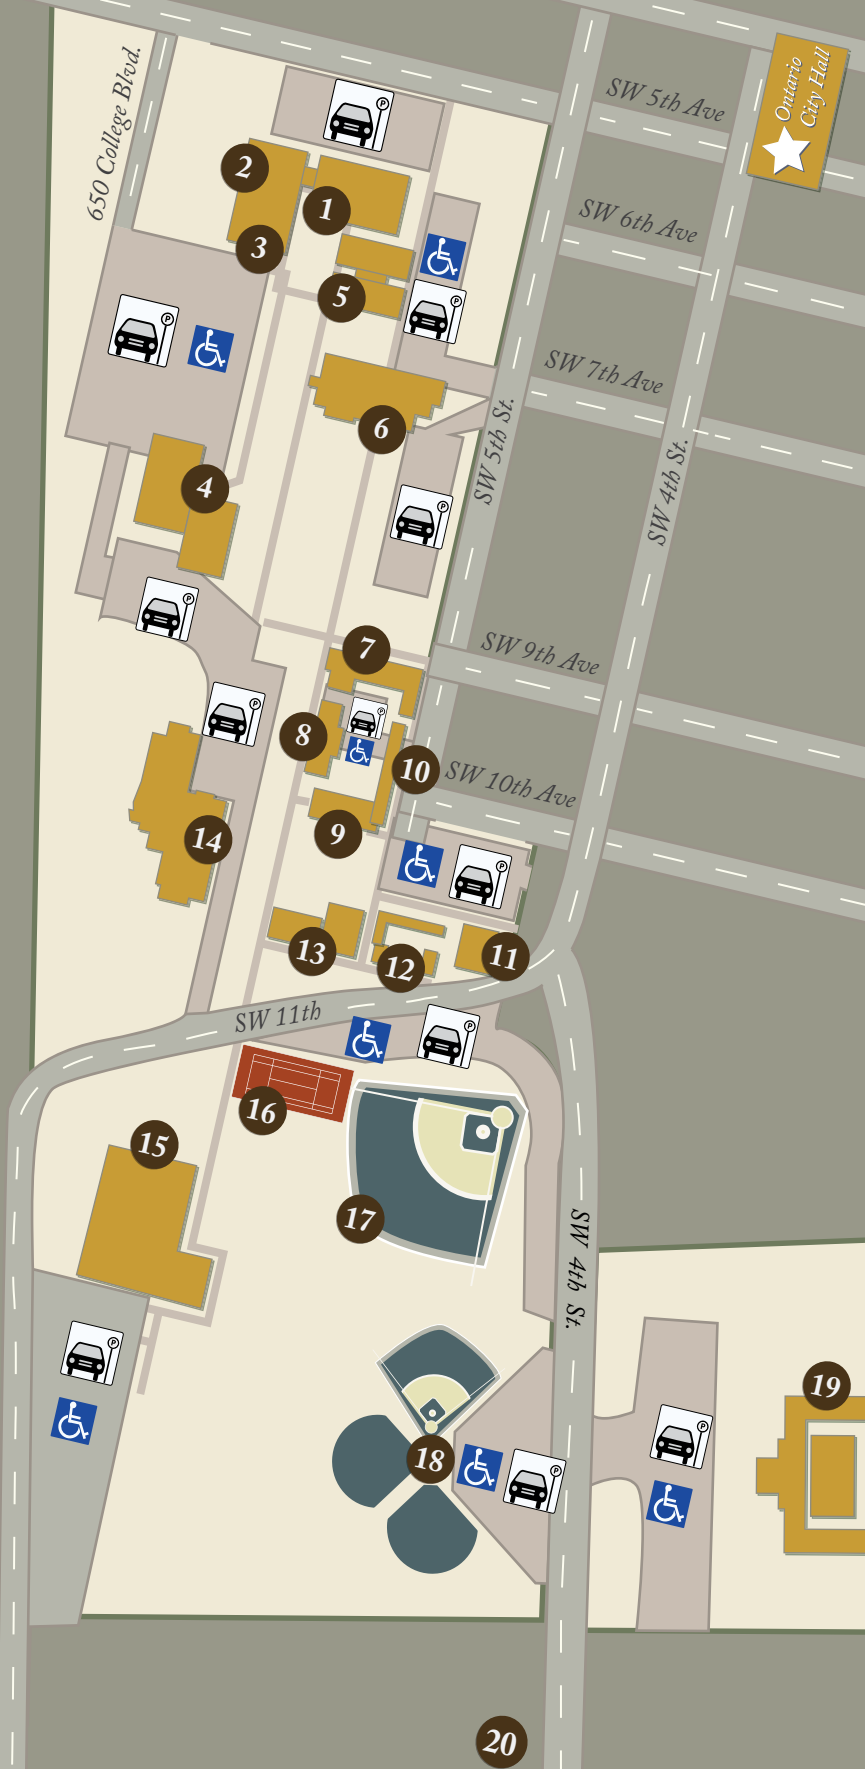 650 College Blvd.
SW 5th Ave
Ontario
City Hall
P
2
1
SW 6th Ave
3
P
5
P
SW 7th Ave
6
SW 5th St.
SW 4th St.
4
P
P
7
SW 9th Ave
P
P
8
10
SW 10th Ave
9
14
P
13
12
11
SW 11th
P
16
15
17
SW 4th St.
P
19
P
18
P
20